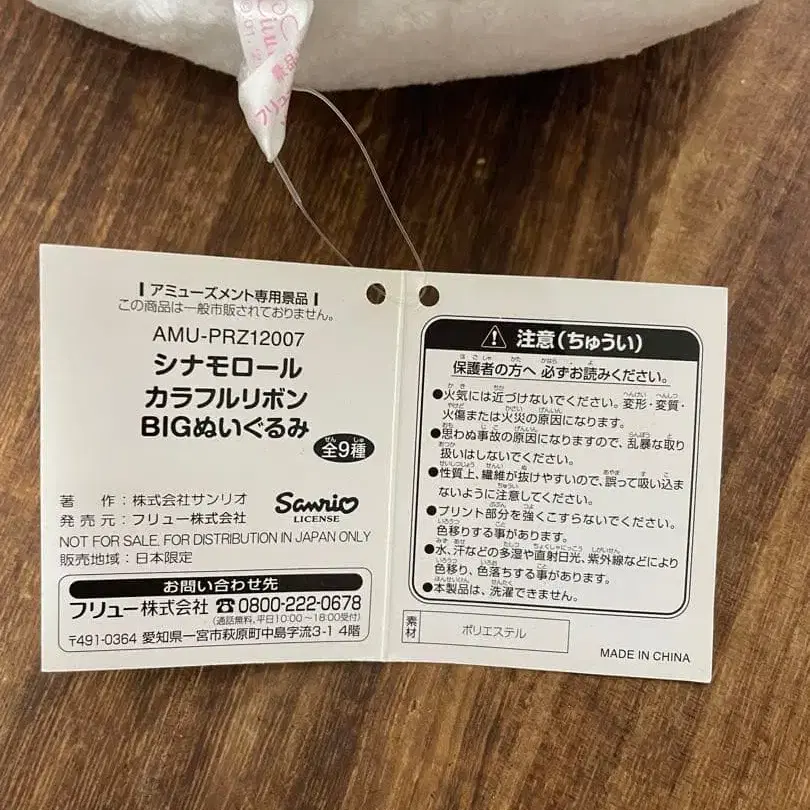 素品
フリュ
アミューズメント専用景品
この商品は一般市販されておりません。
AMU-PRZ12007
シナモロール
カラフルリボン
BIGぬいぐるみ
全9種
著 作：株式会社サンリオ
発 売 元：フリュー株式会社
Sanrio
LICENSE
NOT FOR SALE, FOR DISTRIBUTION IN JAPAN ONLY
販売地域：日本限定
お問い合わせ先
フリュー株式会社 ☎0800-222-0678
(通話無料,平日10:00〜18:00受付)
〒491-0364 愛知県一宮市萩原町中島字流3-1 4階
注意(ちゅうい)
保護者の方へ 必ずお読みください。
●火気には近づけないでください。変形・変質・
火傷または火災の原因になります。
●思わぬ事故の原因になりますので、乱暴な取り
扱いはしないでください。
●性質上、繊維が抜けやすいので、誤って吸い込ま
ないように注意してください。
●プリント部分を強くこすらないでください。
色移りする事があります。
●水、汗などの多湿や直射日光、紫外線などにより
色移り、色落ちする事があります。
●本製品は、洗濯できません。
素材 ポリエステル
MADE IN CHINA